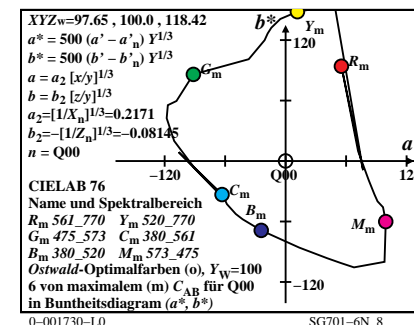 XYZw=97.65, 100.0, 118.42
a* = 500 (a' – a'n) Y1/3
b* = 500 (b' – b'n) Y1/3
a = a2 [x/y]1/3
b = b2 [z/y]1/3
a2=[1/Xn]1/3=0.2171
b2=–[1/Zn]1/3=–0.08145
n = Q00
CIELAB 76
Name und Spektralbereich
Rm 561_770 Ym 520_770
Gm 475_573 Cm 380_561
Bm 380_520 Mm 573_475
Ostwald-Optimalfarben (o), YW=100
6 von maximalem (m) CAB für Q00
in Buntheitsdiagram (a*, b*)
b*
Ym
120
Rm
Gm
a
–120
Q00
12
Cm
Bm
Mm
–120
0–001730–L0
SG701–6N_8